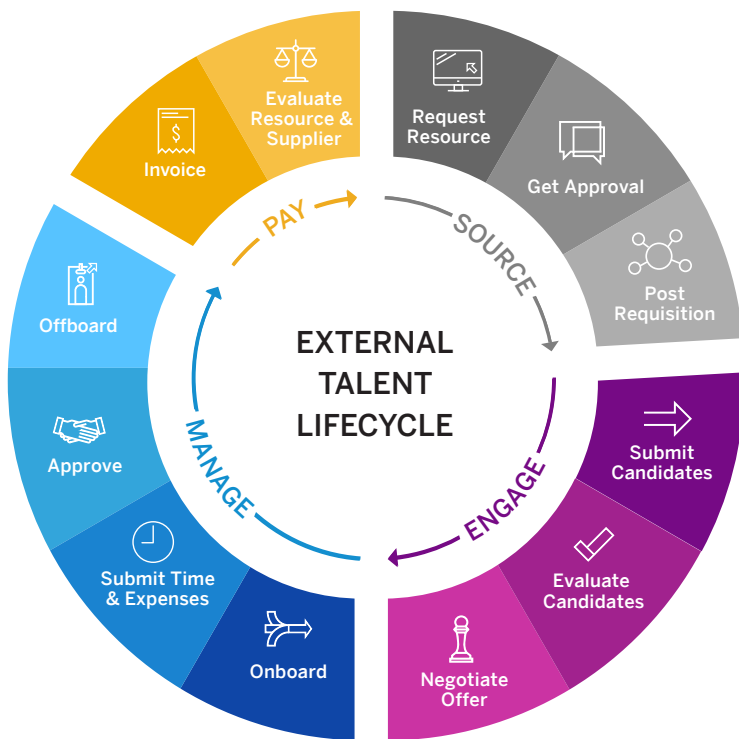 EXTERNAL
TALENT
LIFECYCLE
SOURCE
Request
Resource
Get Approval
Post
Requisition
ENGAGE
Submit
Candidates
Evaluate
Candidates
Negotiate
Offer
MANAGE
Onboard
Submit Time
& Expenses
Approve
Offboard
PAY
Invoice
$
Evaluate
Resource &
Supplier